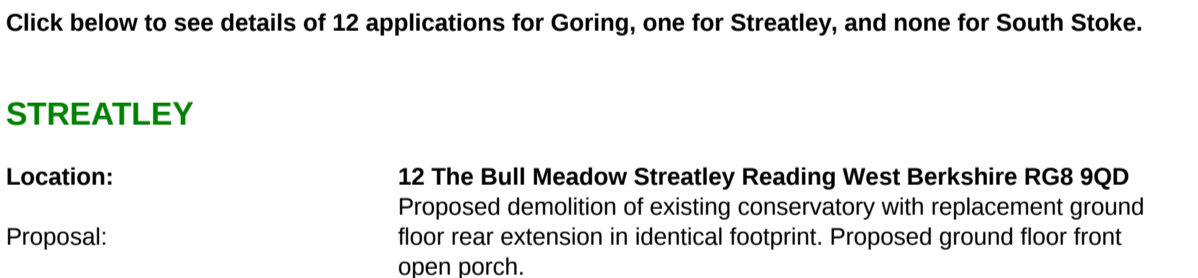 Click below to see details of 12 applications for Goring, one for Streatley, and none for South Stoke.
STREATLEY
Location: 12 The Bull Meadow Streatley Reading West Berkshire RG8 9QD
Proposed demolition of existing conservatory with replacement ground
Proposal: floor rear extension in identical footprint. Proposed ground floor front
open porch.